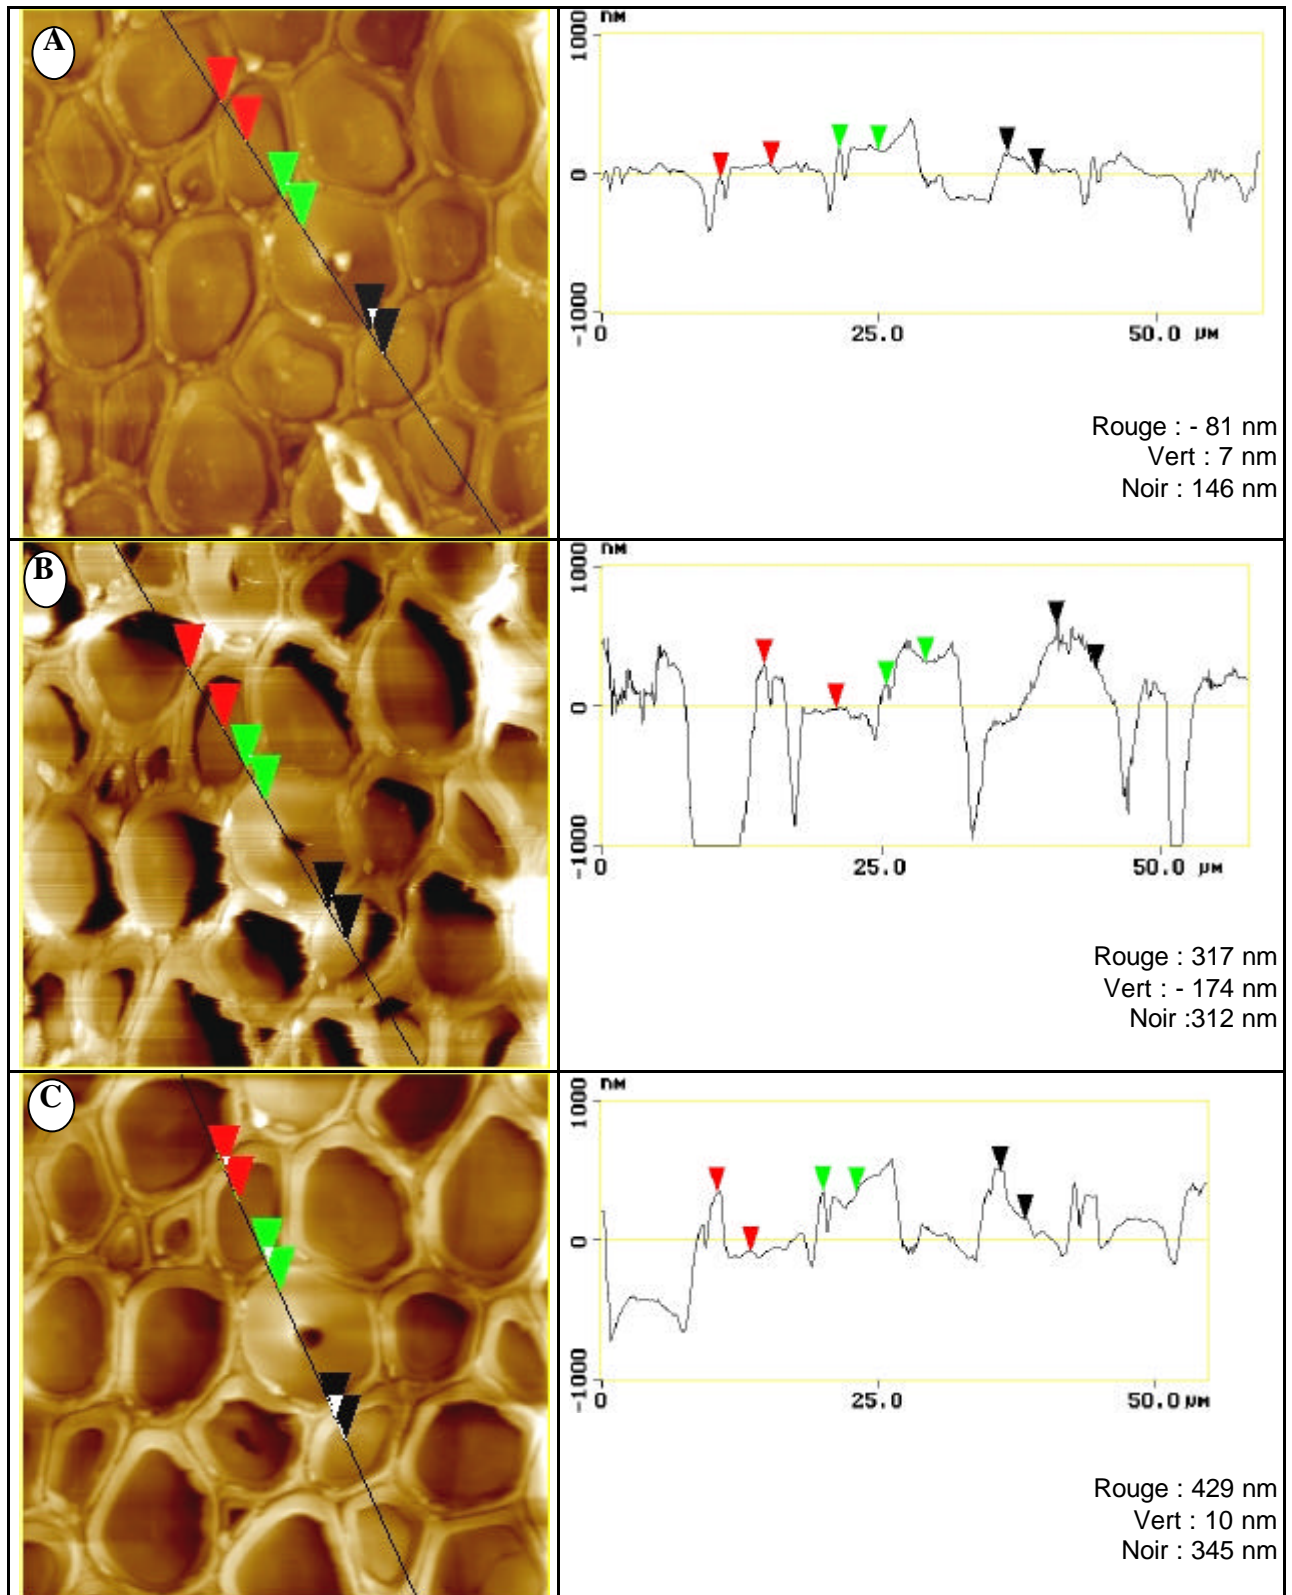 A
nm
1000
0
-1000
0
25.0
50.0 µm
Rouge : - 81 nm
Vert : 7 nm
Noir : 146 nm
B
nm
1000
0
-1000
0
25.0
50.0 µm
Rouge : 317 nm
Vert : - 174 nm
Noir :312 nm
C
nm
1000
0
-1000
0
25.0
50.0 µm
Rouge : 429 nm
Vert : 10 nm
Noir : 345 nm